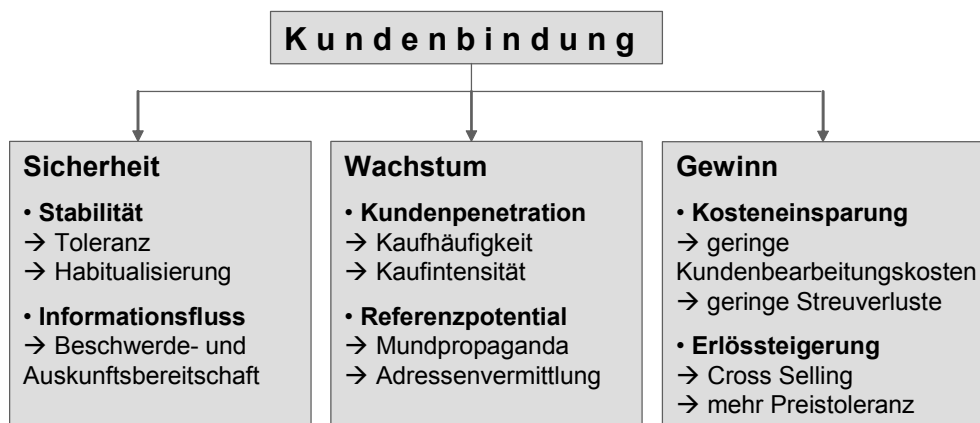 Kundenbindung
Sicherheit
• Stabilität
→ Toleranz
→ Habitualisierung
• Informationsfluss
→ Beschwerde- und
Auskunftsbereitschaft
Wachstum
• Kundenpenetration
→ Kaufhäufigkeit
→ Kaufintensität
• Referenzpotential
→ Mundpropaganda
→ Adressenvermittlung
Gewinn
• Kosteneinsparung
→ geringe
Kundenbearbeitungskosten
→ geringe Streuverluste
• Erlössteigerung
→ Cross Selling
→ mehr Preistoleranz